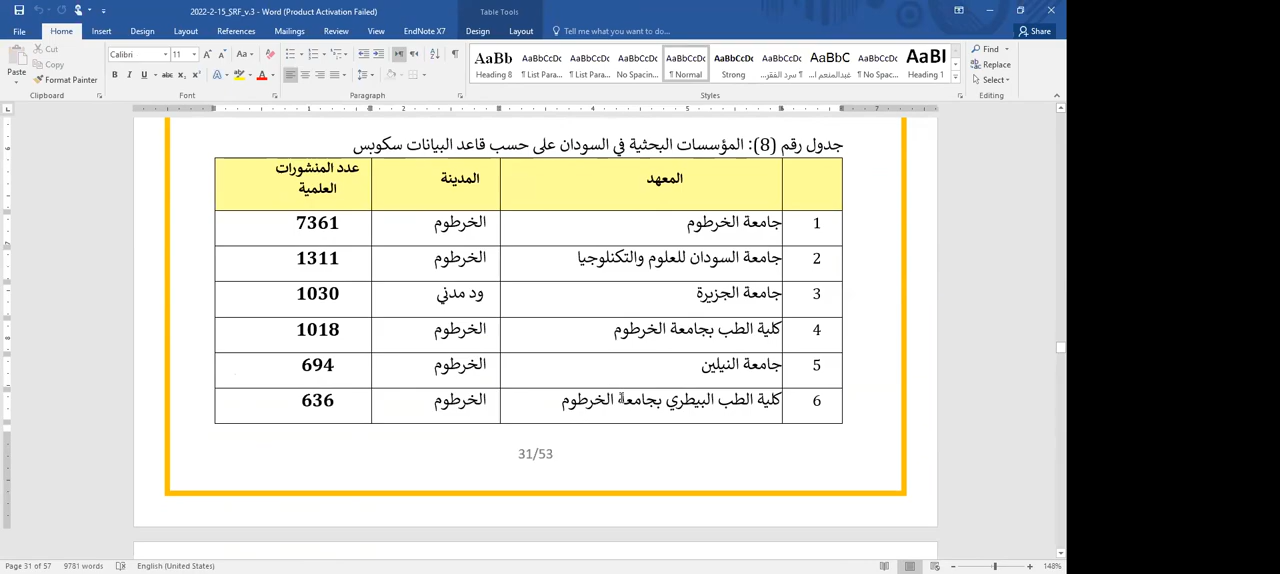 2022-2-15_SRF_v.3 - Word (Product Activation Failed)
Table Tools
File Home Insert Design Layout References Mailings Review View EndNote X7 Design Layout Tell me what you want to do... Share
Paste
Cut
Copy
Format Painter
Clipboard
Calibri 11
Font
Paragraph
AaBb AaBbCcDc AaBbCcDc AaBbCcDc AaBbCcDc AaBbCcDc AaBbCcDc AaBbC AaBbCcDc AaBl
Heading 8 ¶ List Para... ¶ List Para... No Spacin... ¶ Normal Strong ¶ No Spac... Heading 1
Styles
Find
Replace
Select
Editing
جدول رقم (8): المؤسسات البحثية في السودان على حسب قاعد البيانات سكوبس
المعهد المدينة عدد المنشورات
العلمية
1 جامعة الخرطوم الخرطوم 7361
2 جامعة السودان للعلوم والتكنلوجيا الخرطوم 1311
3 جامعة الجزيرة ود مدني 1030
4 كلية الطب بجامعة الخرطوم الخرطوم 1018
5 جامعة النيلين الخرطوم 694
6 كلية الطب البيطري بجامعة الخرطوم الخرطوم 636
31/53
Page 31 of 57 9781 words English (United States) 148%